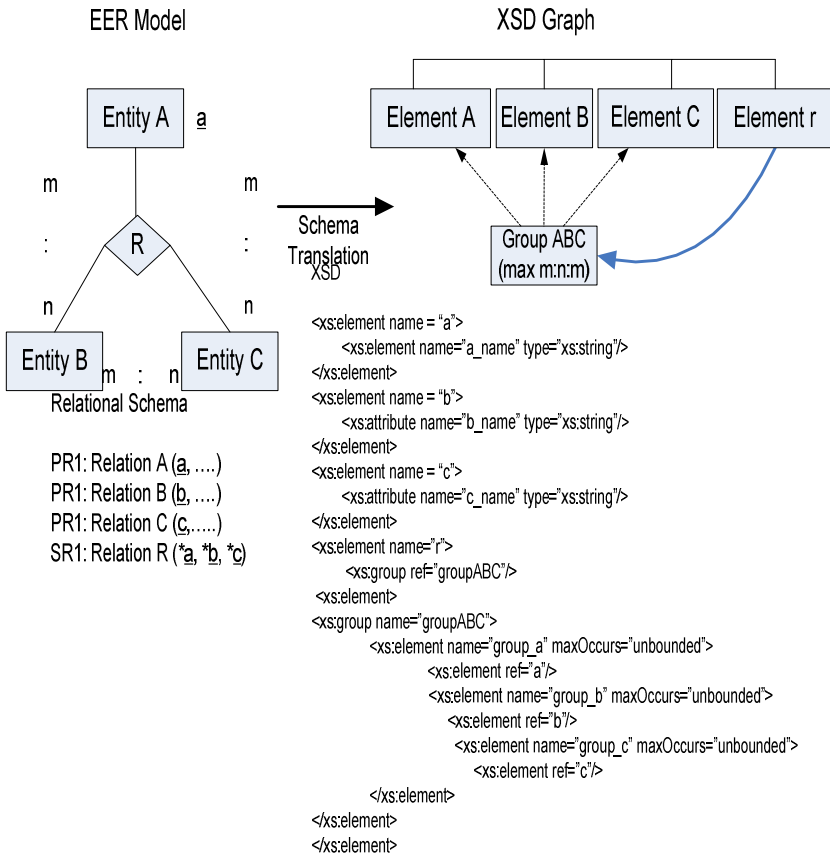 EER Model
XSD Graph
Entity A
a
m
:
n
m
:
n
R
Entity B
Entity C
m : n
Schema
Translation
Element A
Element B
Element C
Element r
Group ABC
(max m:n:m)
Relational Schema
PR1: Relation A (a, ....)
PR1: Relation B (b, ....)
PR1: Relation C (c,.....)
SR1: Relation R (*a, *b, *c)
XSD
<xs:element name = “a”>
<xs:element name=”a_name” type=”xs:string”/>
</xs:element>
<xs:element name = “b”>
<xs:attribute name=”b_name” type=”xs:string”/>
</xs:element>
<xs:element name = “c”>
<xs:attribute name=”c_name” type=”xs:string”/>
</xs:element>
<xs:element name=”r”>
<xs:group ref=”groupABC”/>
<xs:element>
<xs:group name=”groupABC”>
<xs:element name=”group_a” maxOccurs=”unbounded”>
<xs:element ref=”a”/>
<xs:element name=”group_b” maxOccurs=”unbounded”>
<xs:element ref=”b”/>
<xs:element name=”group_c” maxOccurs=”unbounded”>
<xs:element ref=”c”/>
</xs:element>
</xs:element>
</xs:element>